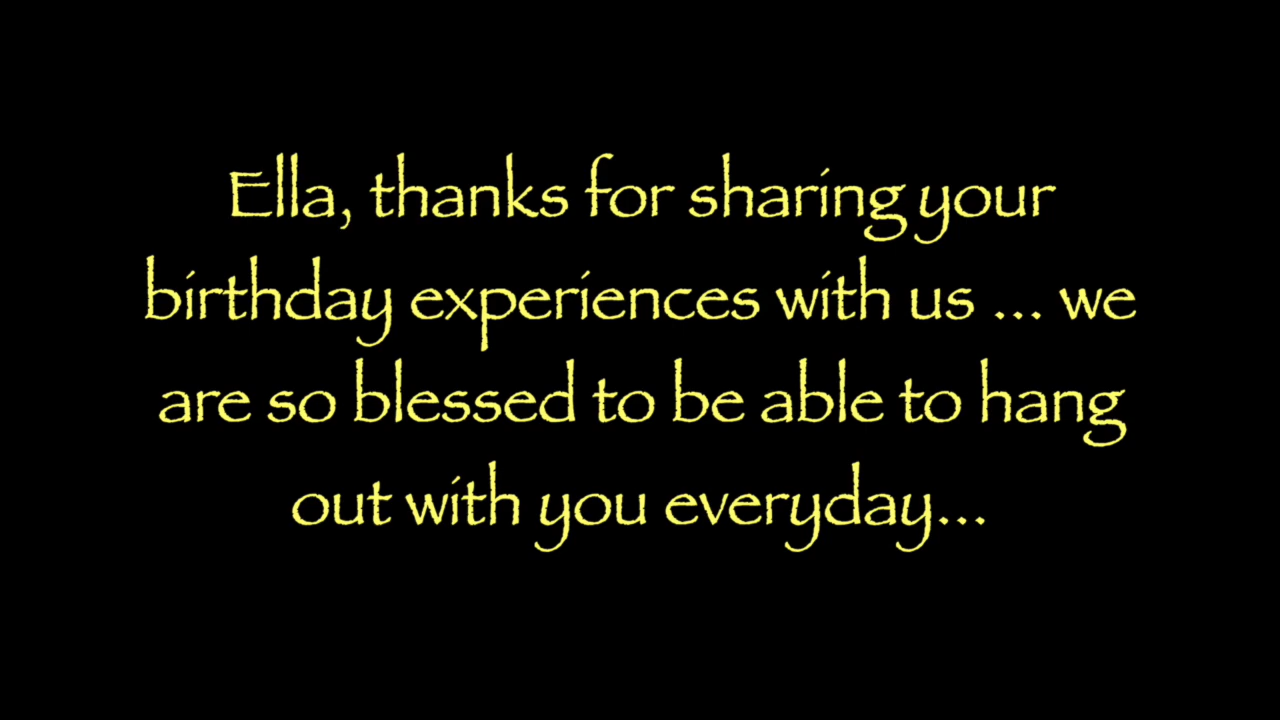 Ella, thanks for sharing your
birthday experiences with us ... we
are so blessed to be able to hang
out with you everyday...